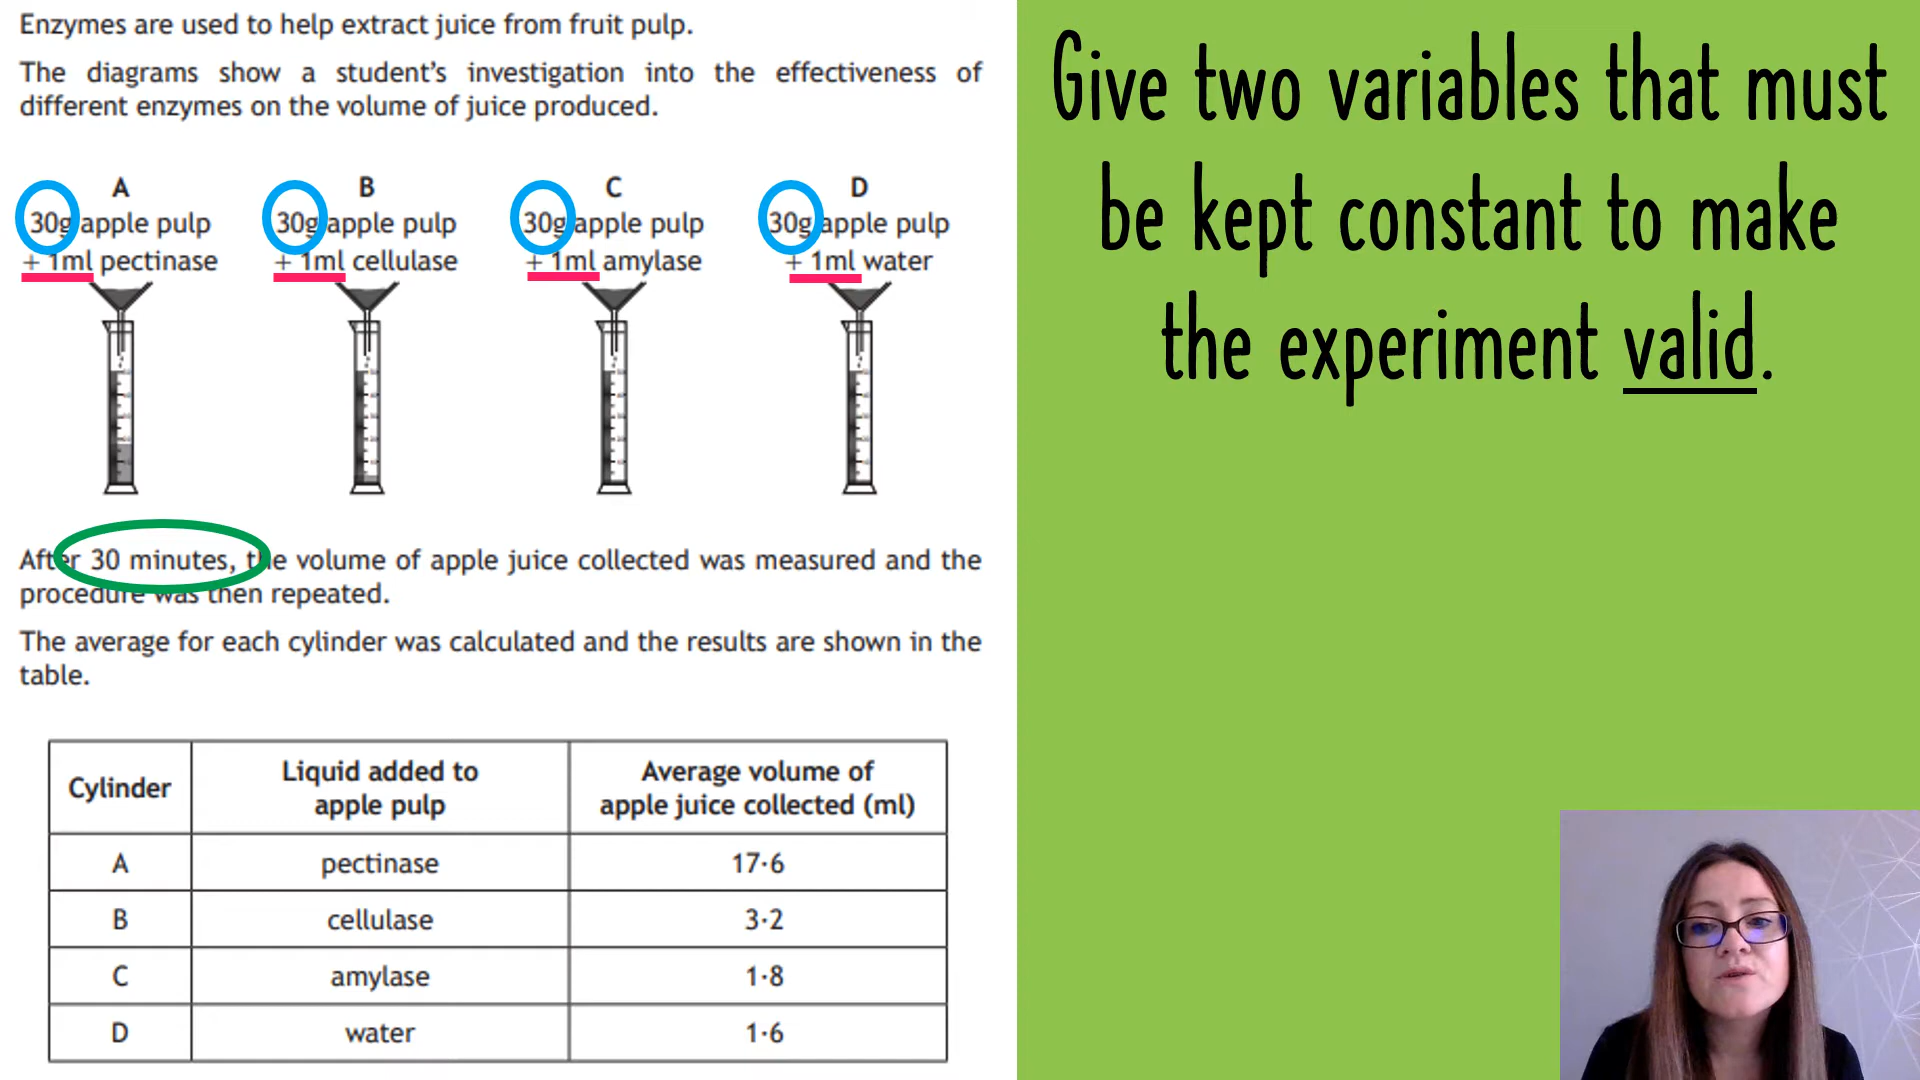 Enzymes are used to help extract juice from fruit pulp.
The diagrams show a student's investigation into the effectiveness of
different enzymes on the volume of juice produced.
A B C D
30g apple pulp 30g apple pulp 30g apple pulp 30g apple pulp
+ 1ml pectinase + 1ml cellulase + 1ml amylase + 1ml water
After 30 minutes, the volume of apple juice collected was measured and the
procedure was then repeated.
The average for each cylinder was calculated and the results are shown in the
table.
Cylinder Liquid added to apple pulp Average volume of apple juice collected (ml)
A pectinase 17·6
B cellulase 3·2
C amylase 1·8
D water 1·6
Give two variables that must
be kept constant to make
the experiment valid.